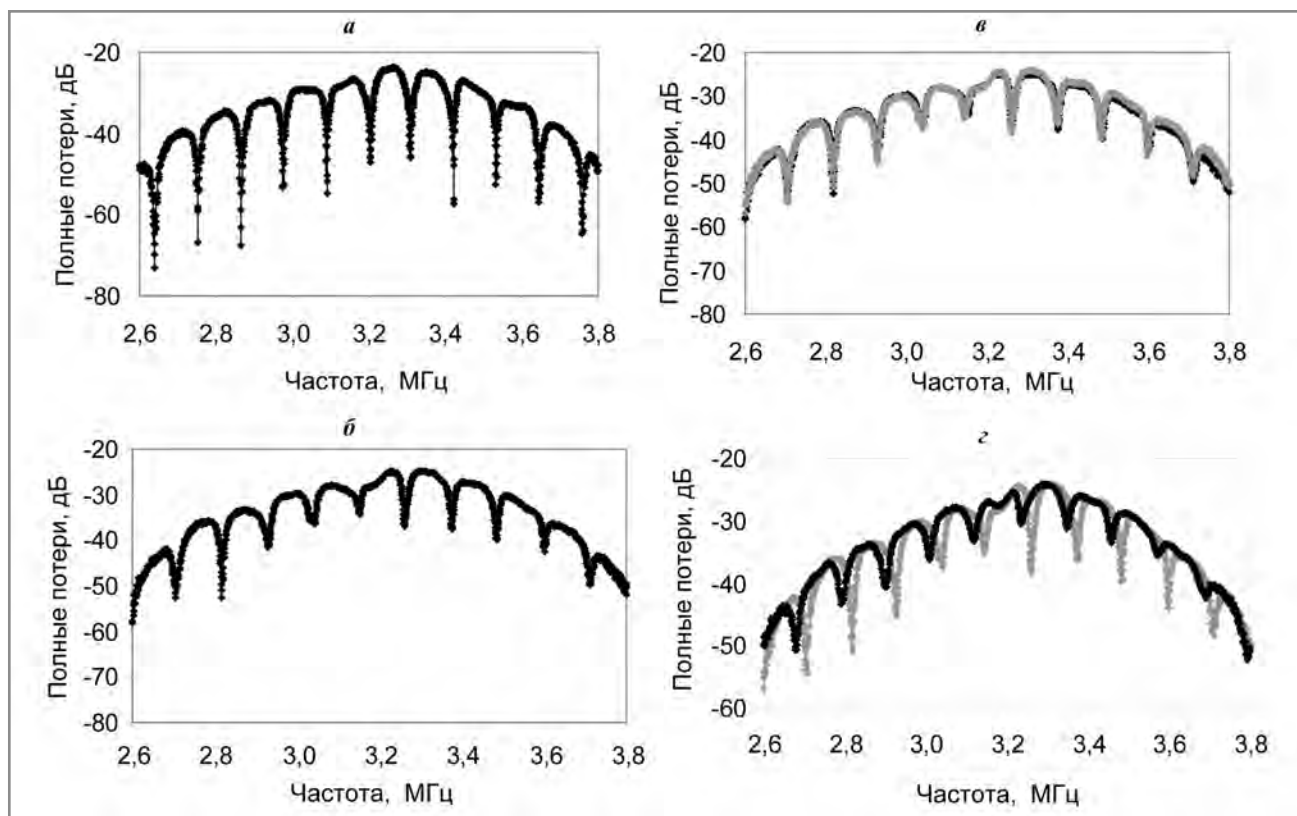 а
Полные потери, дБ
-20
-40
-60
-80
2,6 2,8 3,0 3,2 3,4 3,6 3,8
Частота, МГц
в
Полные потери, дБ
-20
-30
-40
-50
-60
-70
-80
2,6 2,8 3,0 3,2 3,4 3,6 3,8
Частота, МГц
б
Полные потери, дБ
-20
-30
-40
-50
-60
-70
-80
2,6 2,8 3,0 3,2 3,4 3,6 3,8
Частота, МГц
г
Полные потери, дБ
-20
-30
-40
-50
-60
2,6 2,8 3,0 3,2 3,4 3,6 3,8
Частота, МГц